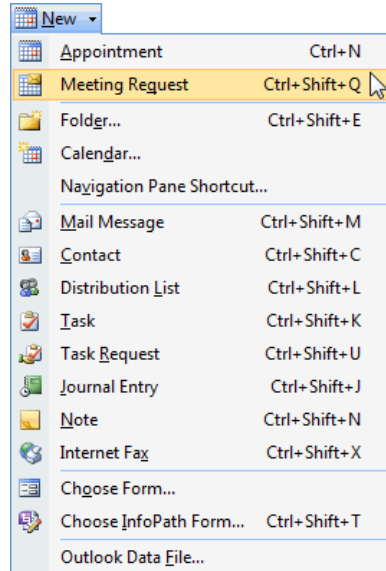 New
Appointment Ctrl+N
Meeting Request Ctrl+Shift+Q
Folder... Ctrl+Shift+E
Calendar...
Navigation Pane Shortcut...
Mail Message Ctrl+Shift+M
Contact Ctrl+Shift+C
Distribution List Ctrl+Shift+L
Task Ctrl+Shift+K
Task Request Ctrl+Shift+U
Journal Entry Ctrl+Shift+J
Note Ctrl+Shift+N
Internet Fax Ctrl+Shift+X
Choose Form...
Choose InfoPath Form... Ctrl+Shift+T
Outlook Data File...